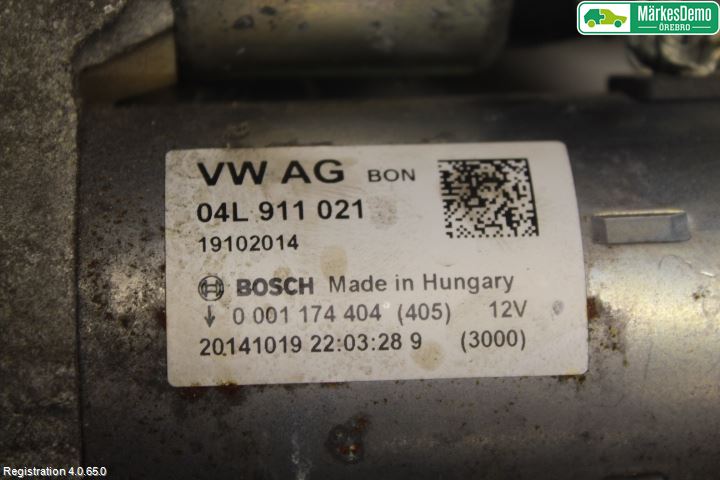 MärkesDemo
ÖREBRO
VW AG BON
04L 911 021
19102014
BOSCH Made in Hungary
↓ 0 001 174 404 (405) 12V
20141019 22:03:28 9 (3000)
Registration 4.0.65.0